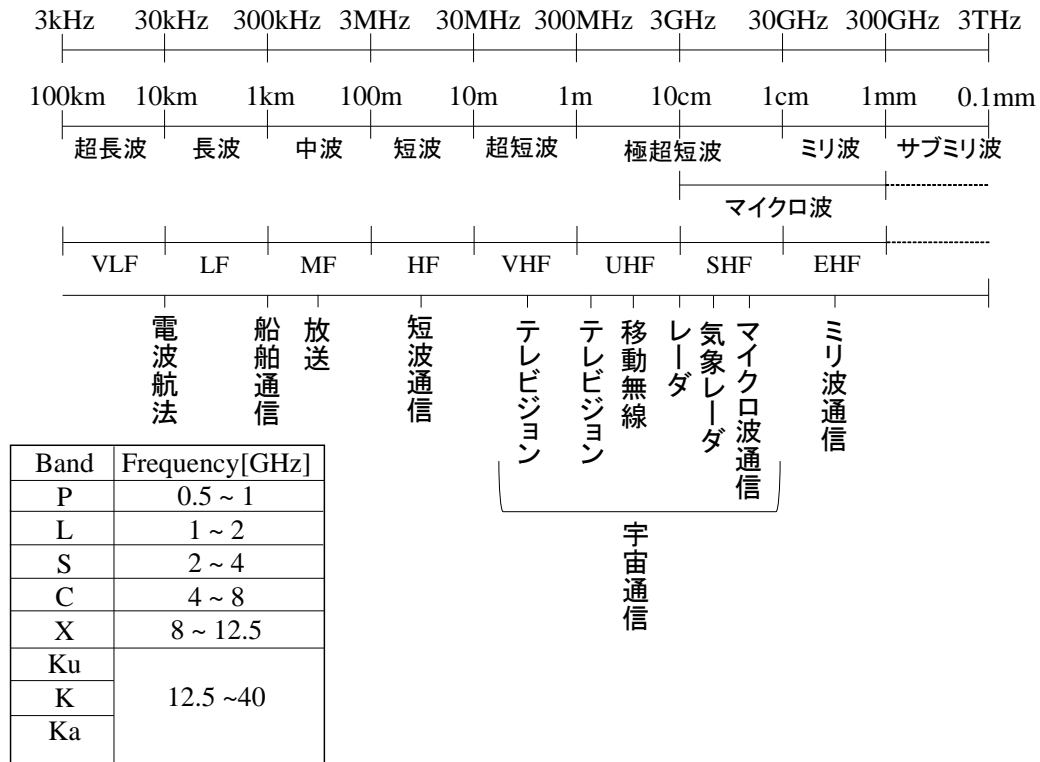 3kHz 30kHz 300kHz 3MHz 30MHz 300MHz 3GHz 30GHz 300GHz 3THz
100km 10km 1km 100m 10m 1m 10cm 1cm 1mm 0.1mm
超長波 長波 中波 短波 超短波 極超短波 ミリ波 サブミリ波
マイクロ波
VLF LF MF HF VHF UHF SHF EHF
電波航法
船舶通信
放送
短波通信
テレビジョン
テレビジョン
移動無線
レーダ
気象レーダ
マイクロ波通信
ミリ波通信
宇宙通信
Band Frequency[GHz]
P 0.5 ~ 1
L 1 ~ 2
S 2 ~ 4
C 4 ~ 8
X 8 ~ 12.5
Ku
K 12.5 ~40
Ka